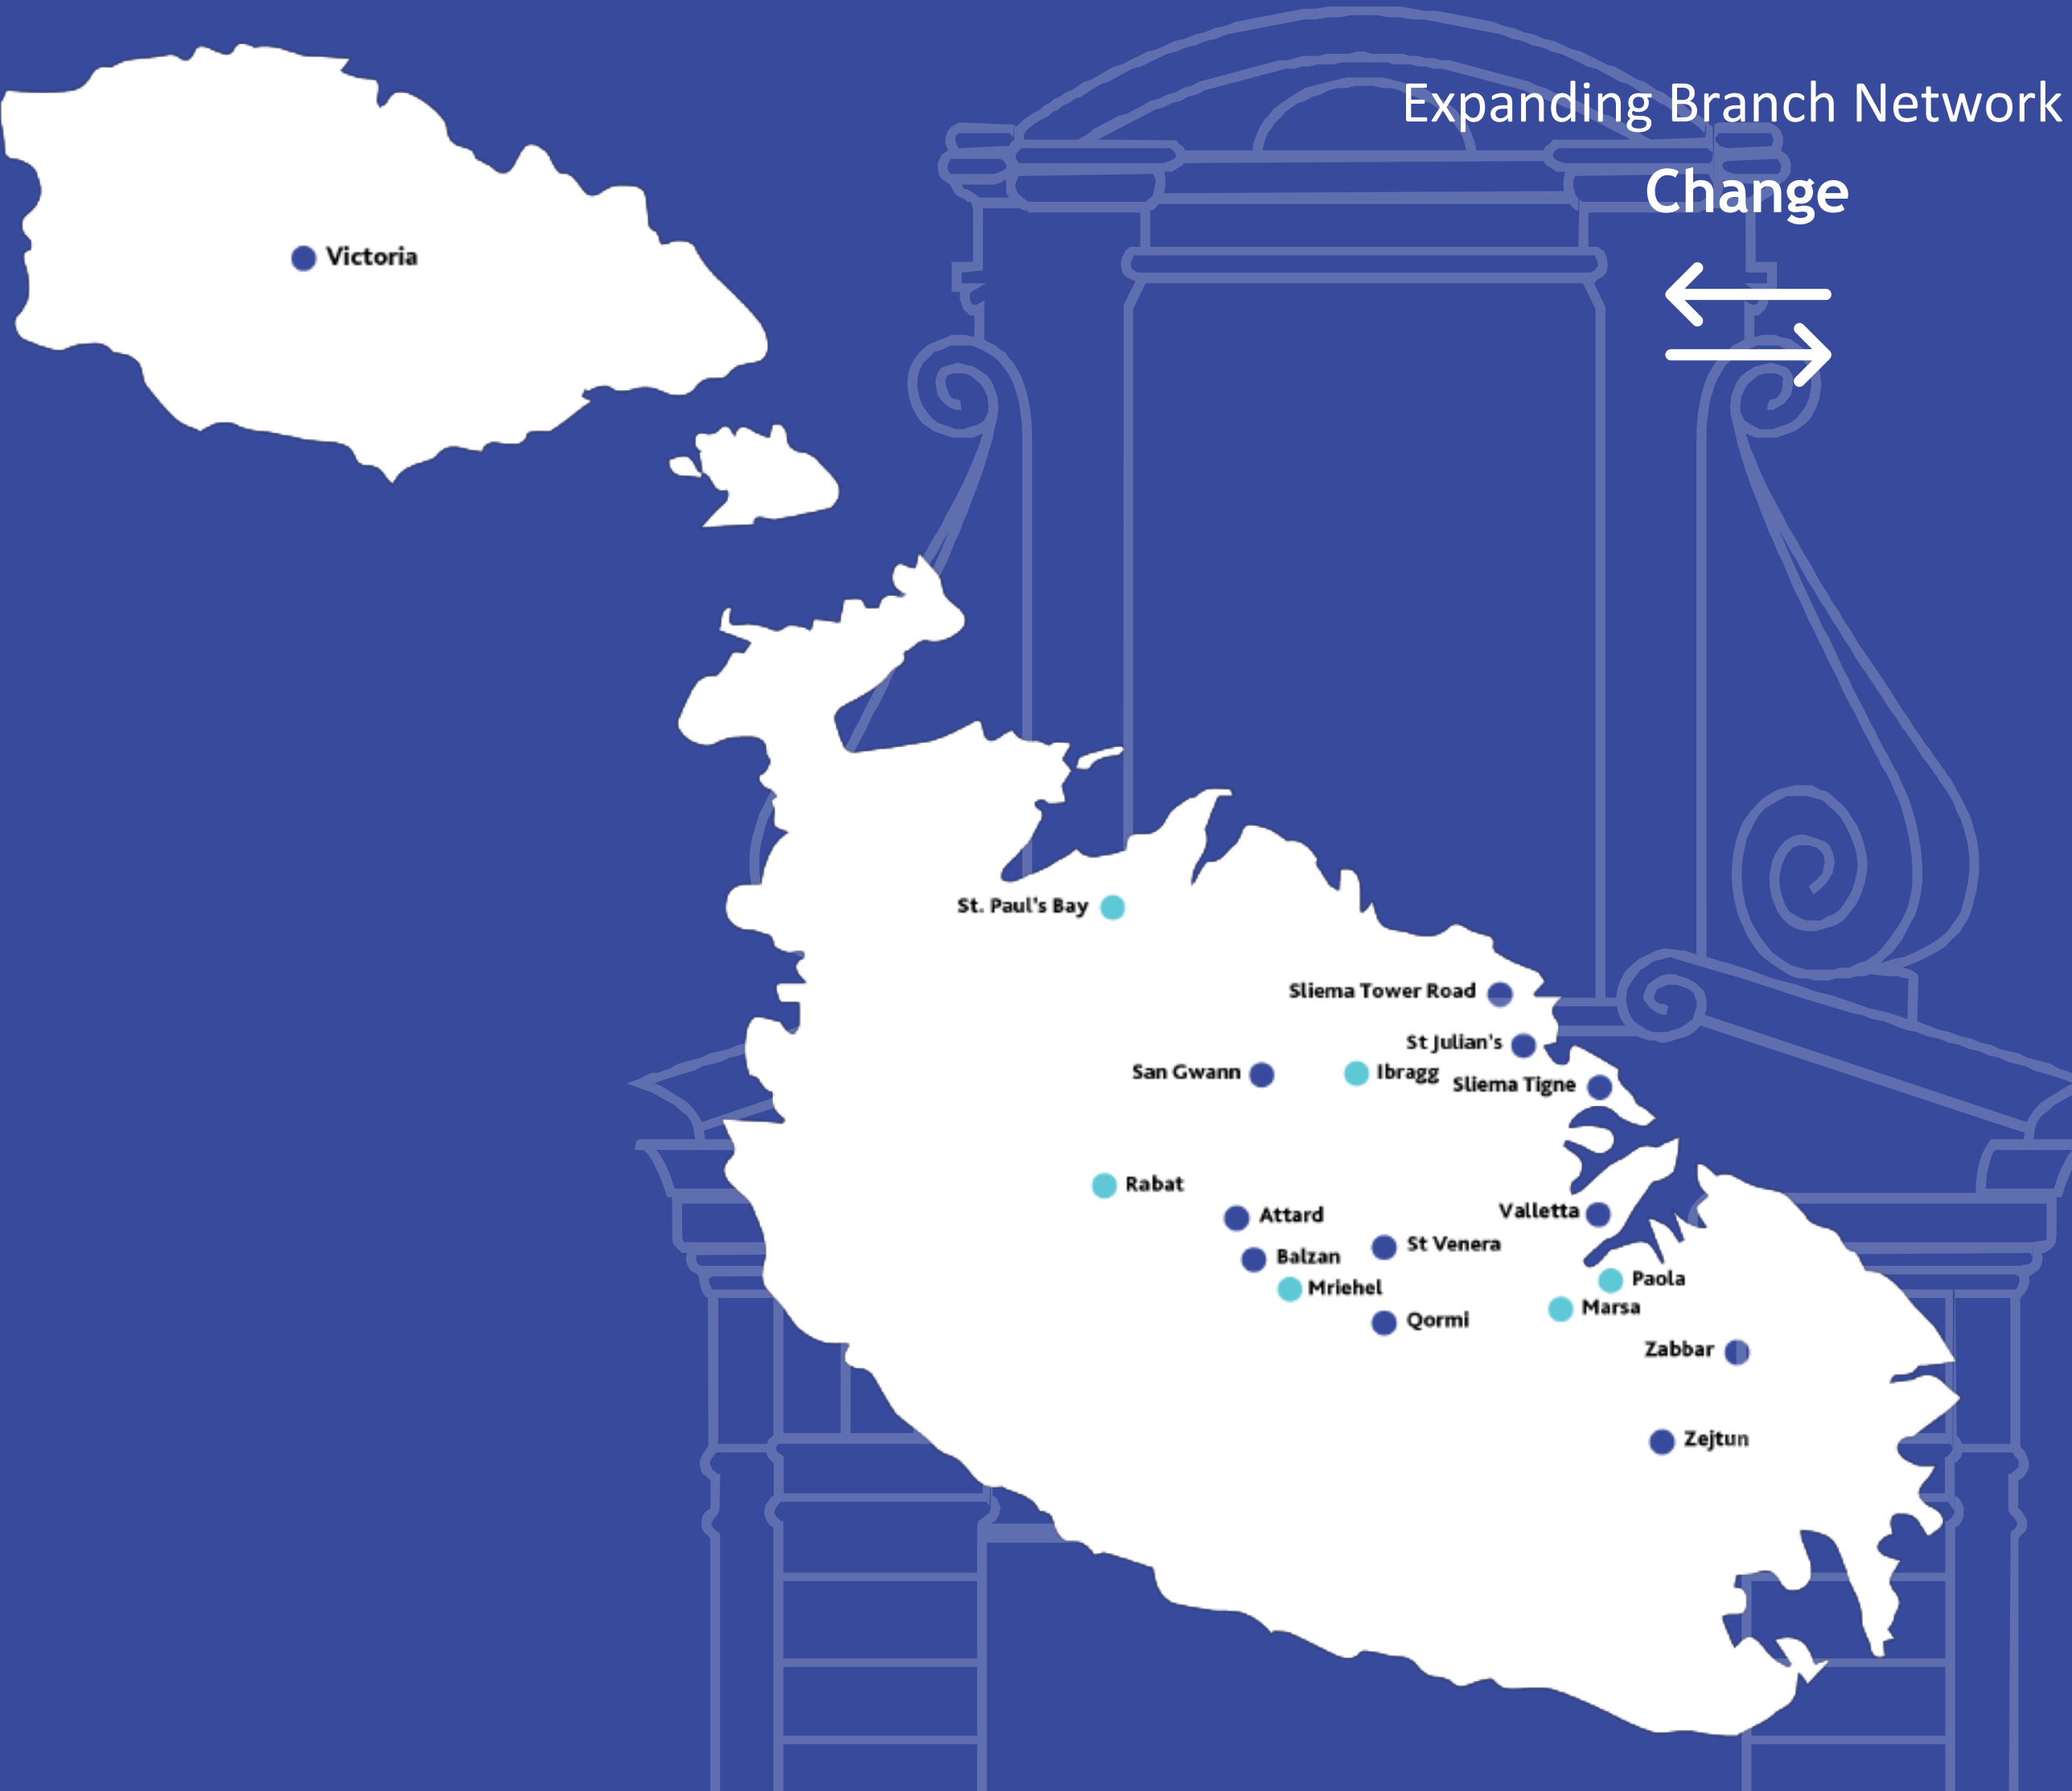 Expanding Branch Network
Change
Victoria
St. Paul's Bay
Sliema Tower Road
St Julian's
San Gwann
Ibragg
Sliema Tigne
Rabat
Attard
Valletta
St Venera
Balzan
Paola
Mriehel
Marsa
Qormi
Zabbar
Zejtun